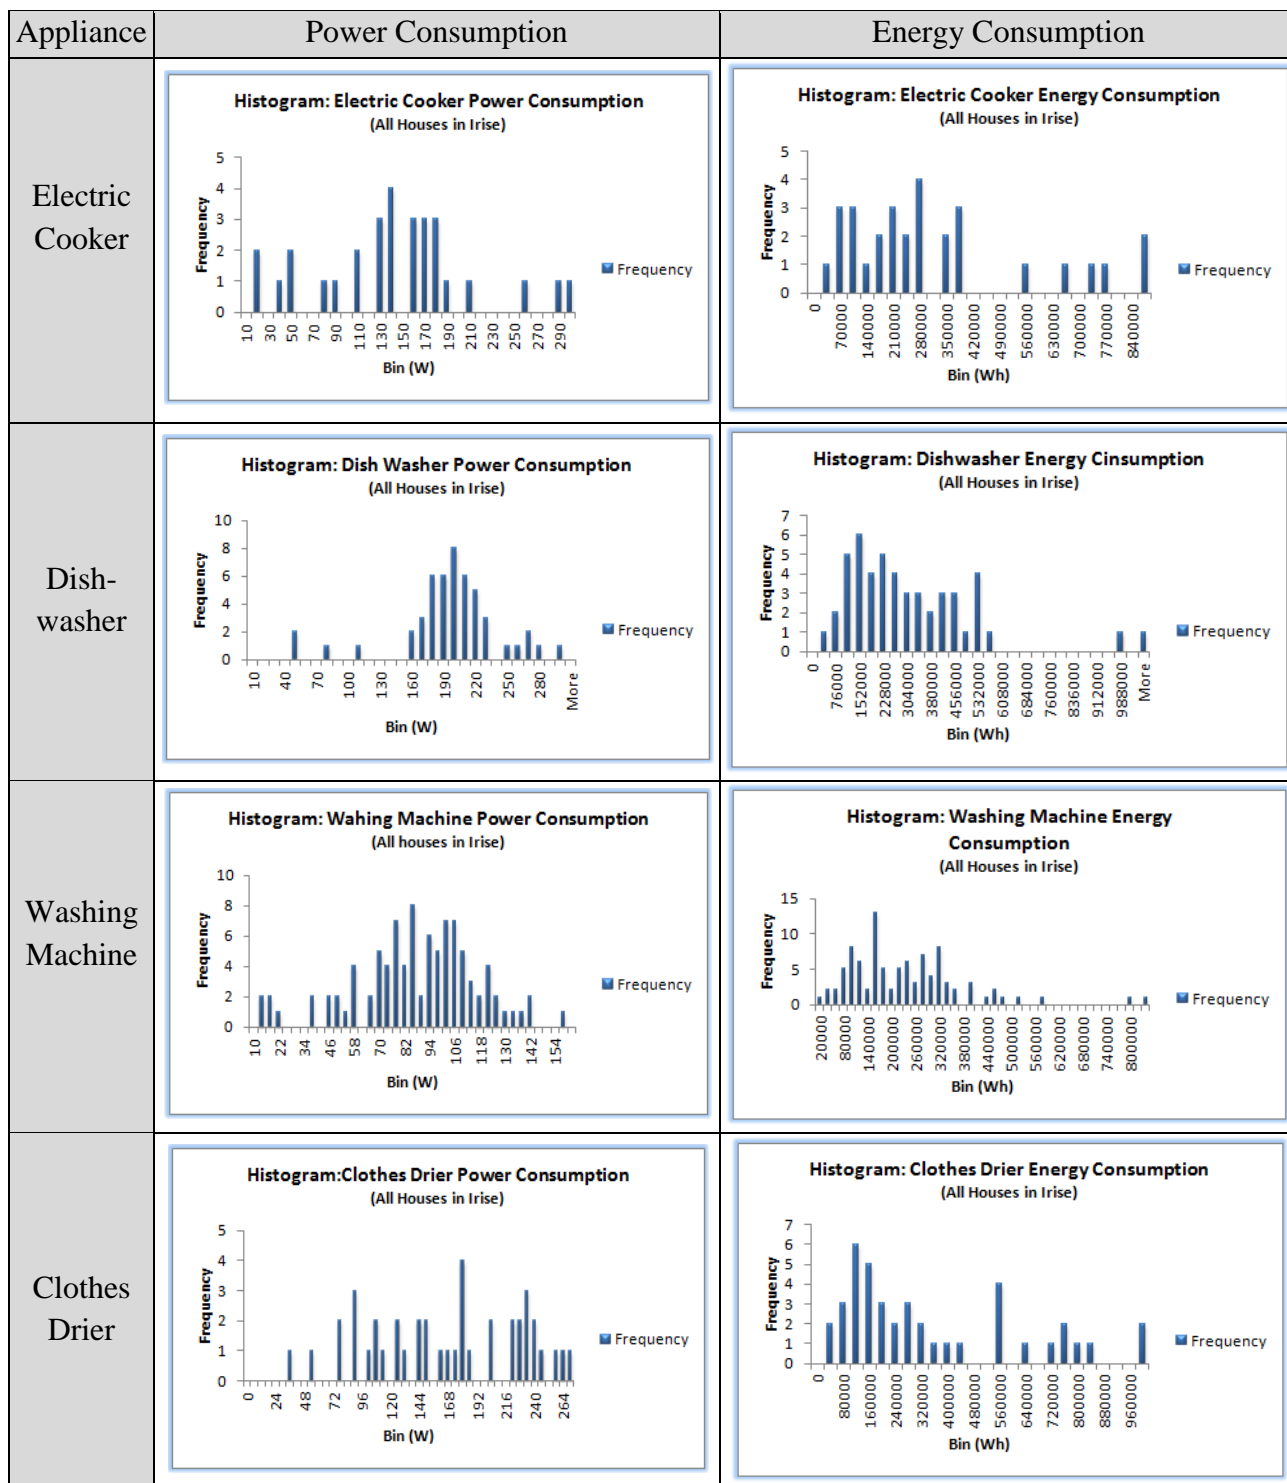 Appliance
Power Consumption
Energy Consumption
Electric
Cooker
Histogram: Electric Cooker Power Consumption
(All Houses in Irise)
Frequency
5
4
3
2
1
0
10
30
50
70
90
110
130
150
170
190
210
230
250
270
290
Bin (W)
Frequency
Histogram: Electric Cooker Energy Consumption
(All Houses in Irise)
Frequency
5
4
3
2
1
0
0
70000
140000
210000
280000
350000
420000
490000
560000
630000
700000
770000
840000
Bin (Wh)
Frequency
Dish-
washer
Histogram: Dish Washer Power Consumption
(All Houses in Irise)
Frequency
10
8
6
4
2
0
10
40
70
100
130
160
190
220
250
280
More
Bin (W)
Frequency
Histogram: Dishwasher Energy Cinsumption
(All Houses in Irise)
Frequency
7
6
5
4
3
2
1
0
0
76000
152000
228000
304000
380000
456000
532000
608000
684000
760000
836000
912000
988000
More
Bin (Wh)
Frequency
Washing
Machine
Histogram: Wahing Machine Power Consumption
(All houses in Irise)
Frequency
10
8
6
4
2
0
10
22
34
46
58
70
82
94
106
118
130
142
154
Bin (W)
Frequency
Histogram: Washing Machine Energy
Consumption
(All Houses in Irise)
Frequency
15
10
5
0
20000
80000
140000
200000
260000
320000
380000
440000
500000
560000
620000
680000
740000
800000
Bin (Wh)
Frequency
Clothes
Drier
Histogram:Clothes Drier Power Consumption
(All Houses in Irise)
Frequency
5
4
3
2
1
0
0
24
48
72
96
120
144
168
192
216
240
264
Bin (W)
Frequency
Histogram: Clothes Drier Energy Consumption
(All Houses in Irise)
Frequency
7
6
5
4
3
2
1
0
0
80000
160000
240000
320000
400000
480000
560000
640000
720000
800000
880000
960000
Bin (Wh)
Frequency